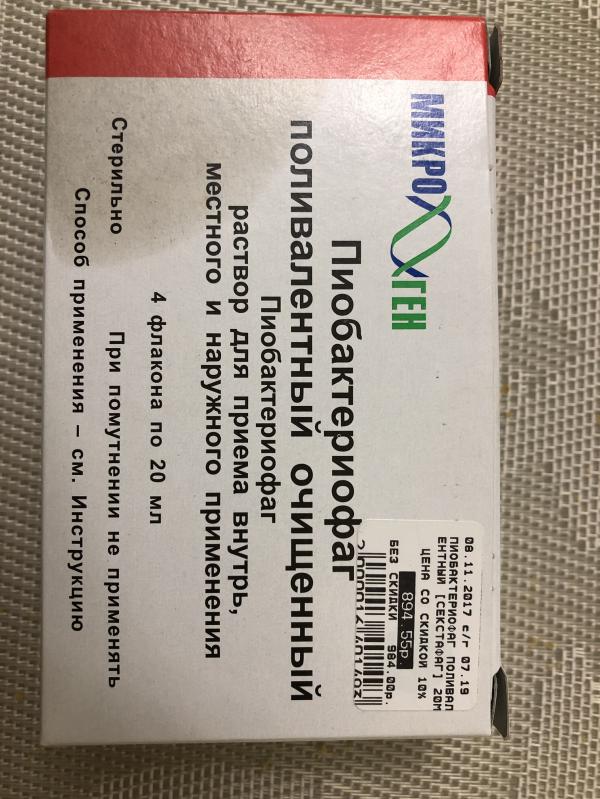 МИКРОГЕН
Пиобактериофаг
поливалентный очищенный
Пиобактериофаг
раствор для приема внутрь,
местного и наружного применения
4 флакона по 20 мл
Стерильно
При помутнении не применять
Способ применения – см. Инструкцию
08.11.2017 с/г 07.19
ПИОБАКТЕРИОФАГ ПОЛИВАЛ
ЕНТНЫЙ [СЕКСТАФАГ] 20М
ЦЕНА СО СКИДКОЙ 10%
894.55р.
БЕЗ СКИДКИ 984.00р.